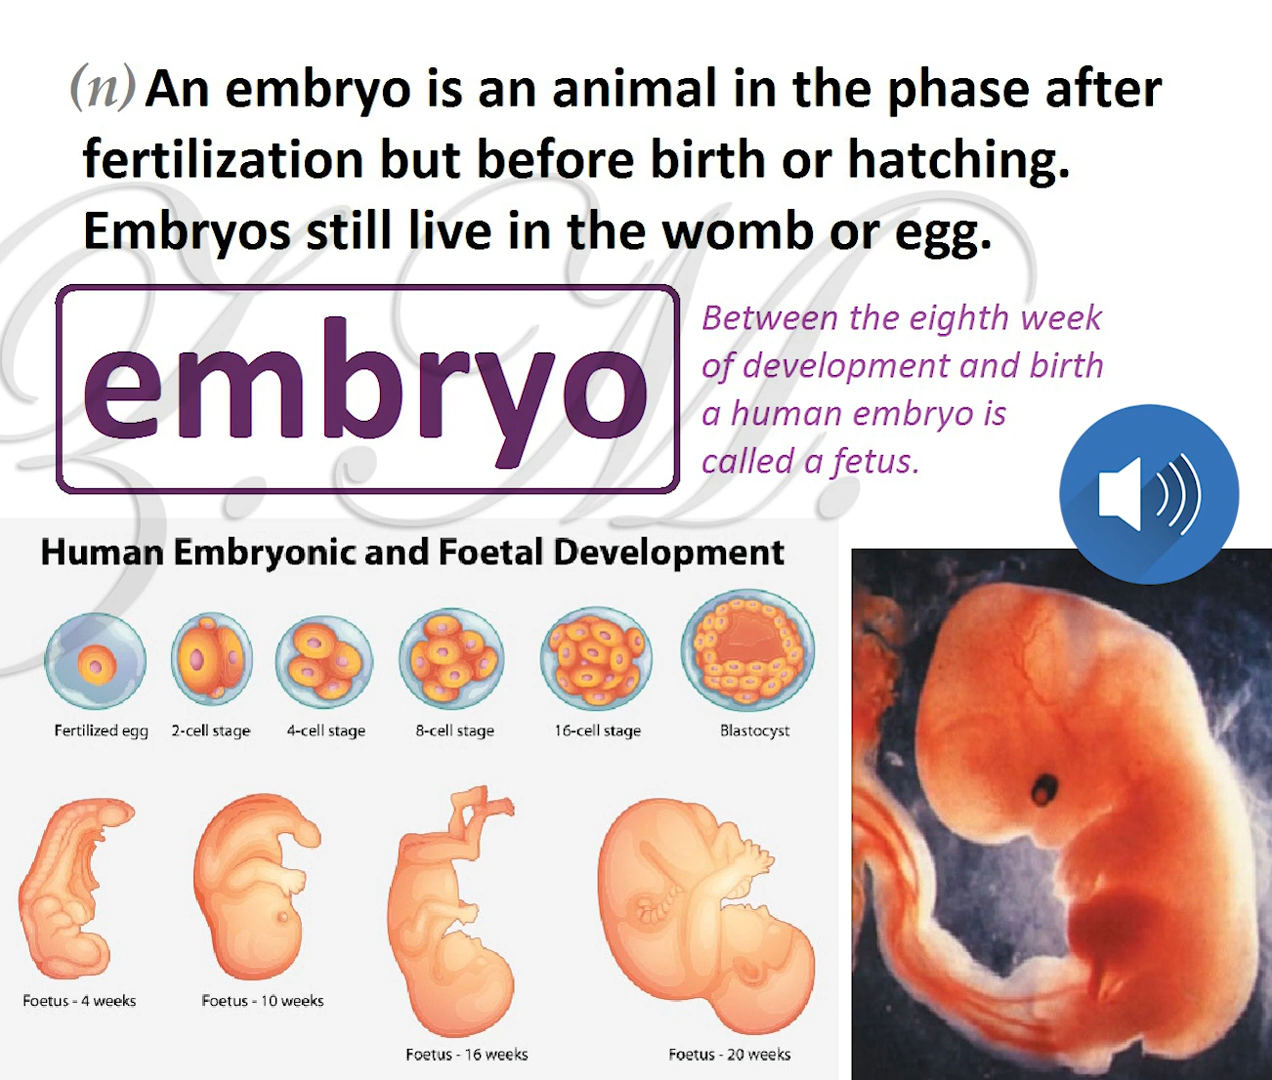 (n) An embryo is an animal in the phase after
fertilization but before birth or hatching.
Embryos still live in the womb or egg.
embryo
Between the eighth week
of development and birth
a human embryo is
called a fetus.
Z.M.
Human Embryonic and Foetal Development
Fertilized egg 2-cell stage 4-cell stage 8-cell stage 16-cell stage Blastocyst
Foetus - 4 weeks Foetus - 10 weeks
Foetus - 16 weeks Foetus - 20 weeks